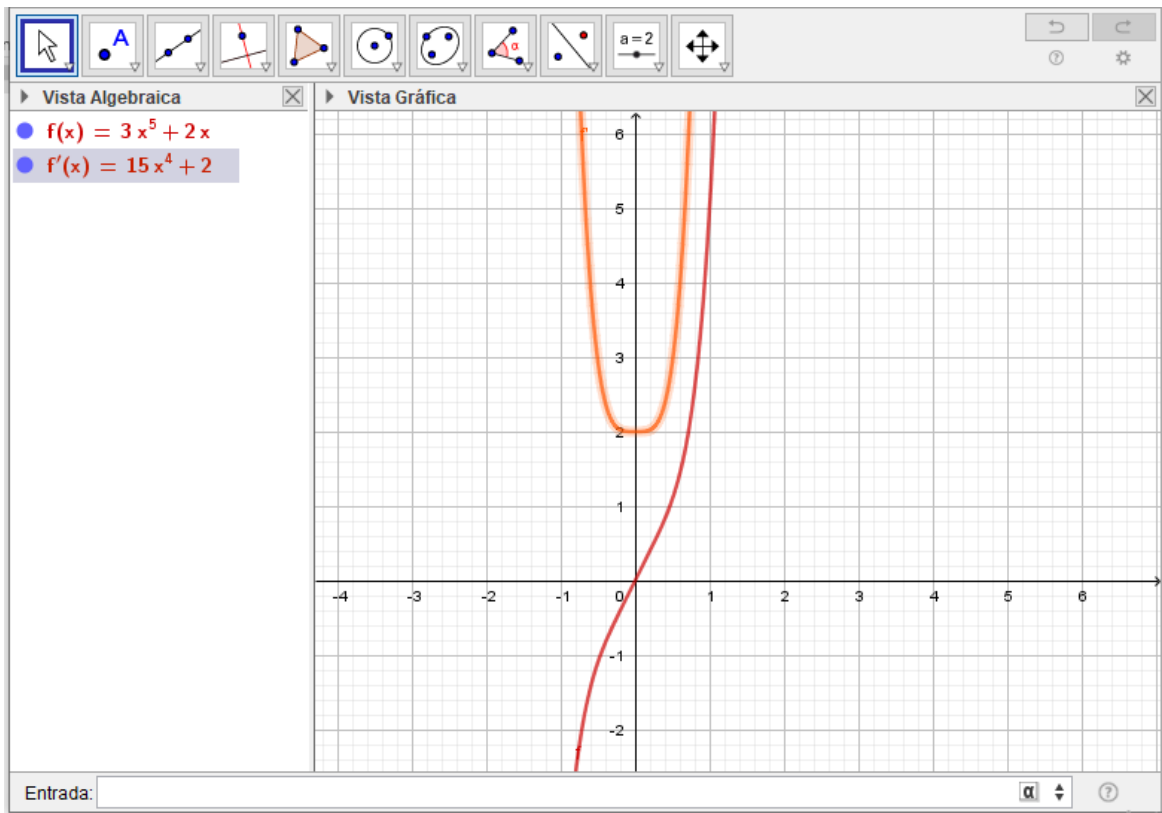 A
α
a = 2
Vista Algebraica
Vista Gráfica
f(x) = 3 x⁵ + 2 x
f′(x) = 15 x⁴ + 2
6
5
4
3
2
1
-4 -3 -2 -1 0 1 2 3 4 5 6
-1
-2
f
Entrada:
α